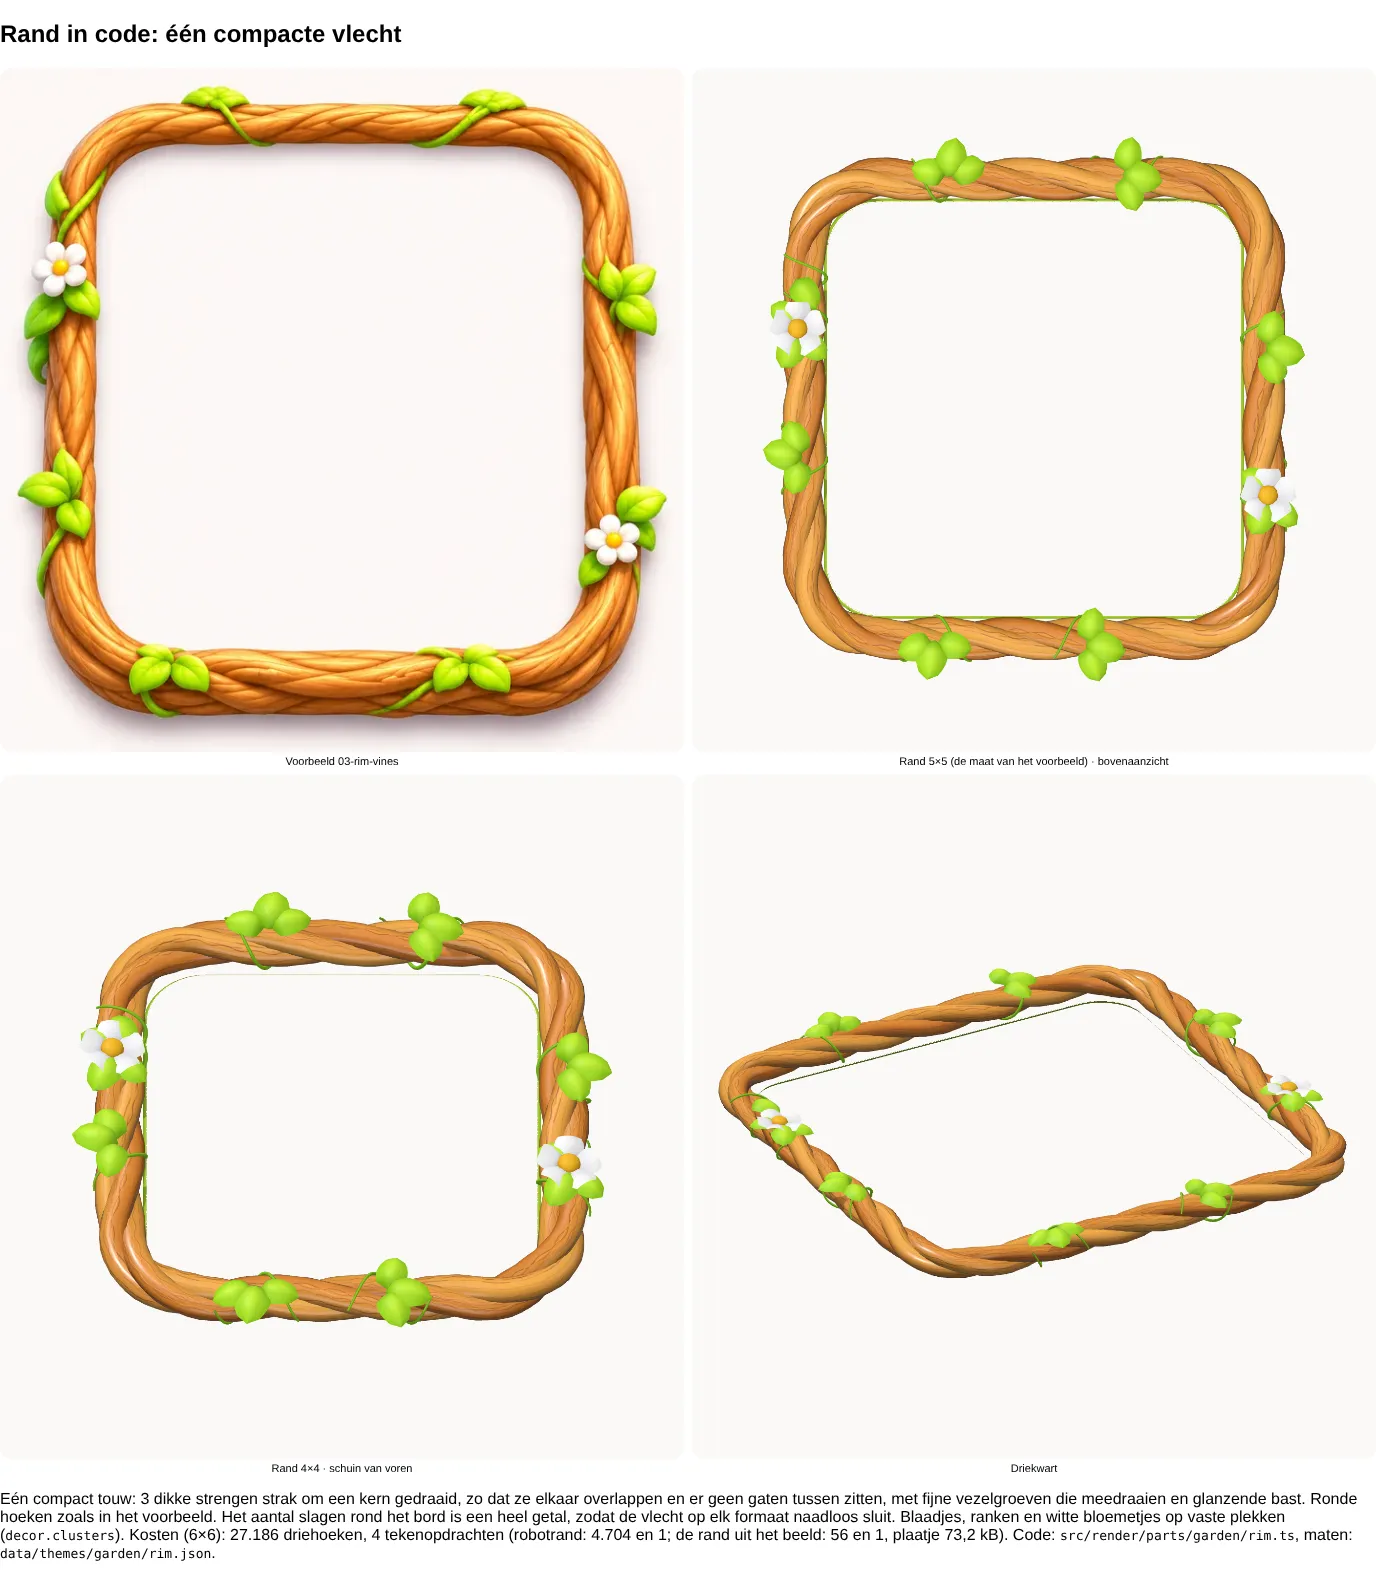 Rand in code: één compacte vlecht
Voorbeeld 03-rim-vines
Rand 5×5 (de maat van het voorbeeld) · bovenaanzicht
Rand 4×4 · schuin van voren
Driekwart
Eén compact touw: 3 dikke strengen strak om een kern gedraaid, zo dat ze elkaar overlappen en er geen gaten tussen zitten, met fijne vezelgroeven die meedraaien en glanzende bast. Ronde
hoeken zoals in het voorbeeld. Het aantal slagen rond het bord is een heel getal, zodat de vlecht op elk formaat naadloos sluit. Blaadjes, ranken en witte bloemetjes op vaste plekken
(decor.clusters). Kosten (6×6): 27.186 driehoeken, 4 tekenopdrachten (robotrand: 4.704 en 1; de rand uit het beeld: 56 en 1, plaatje 73,2 kB). Code: src/render/parts/garden/rim.ts, maten:
data/themes/garden/rim.json.